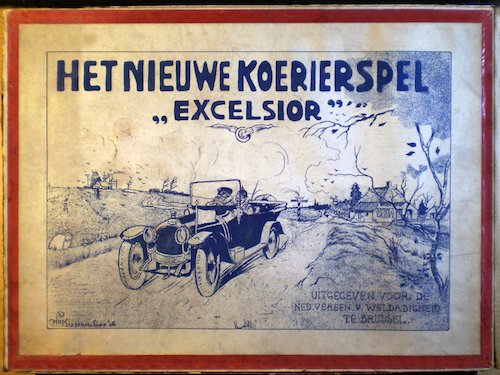 HET NIEUWE KOERIERSPEL
„EXCELSIOR”
UITGEGEVEN VOOR DE
NED. VEREEN. V. WELDADIGHEID
TE BRUSSEL.